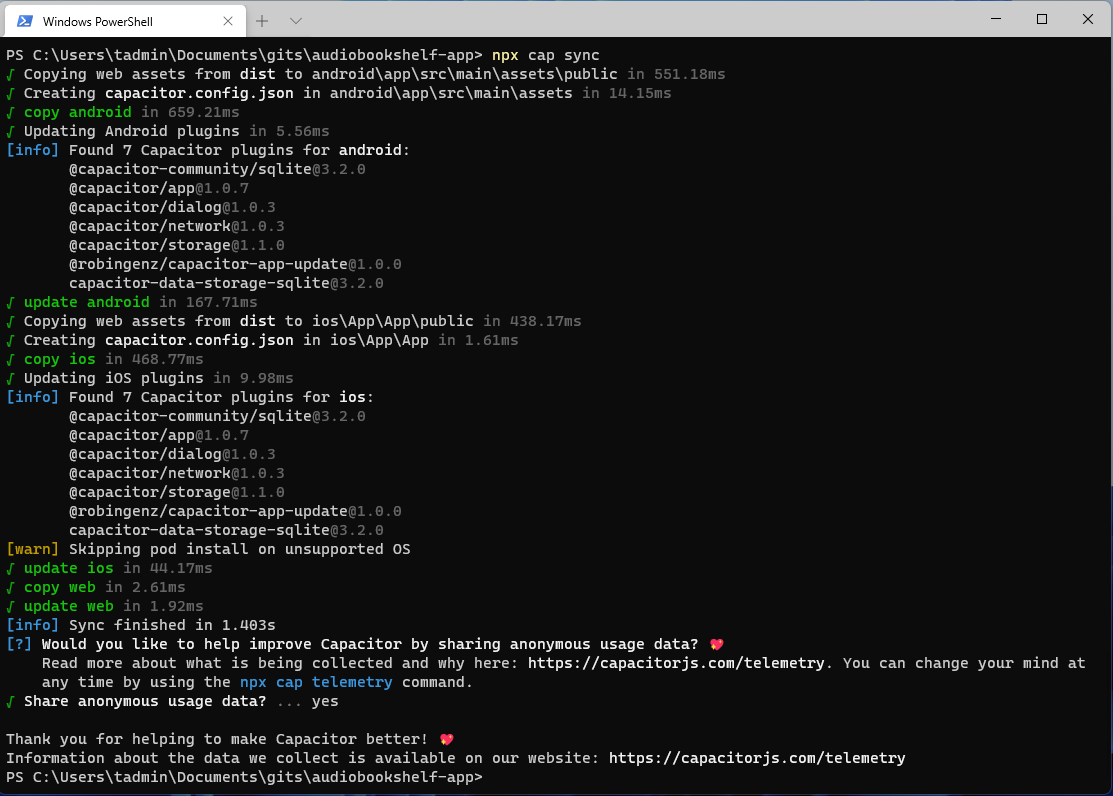 Windows PowerShell
PS C:\Users\tadmin\Documents\gits\audiobookshelf-app> npx cap sync
√ Copying web assets from dist to android\app\src\main\assets\public in 551.18ms
√ Creating capacitor.config.json in android\app\src\main\assets in 14.15ms
√ copy android in 659.21ms
√ Updating Android plugins in 5.56ms
[info] Found 7 Capacitor plugins for android:
@capacitor-community/sqlite@3.2.0
@capacitor/app@1.0.7
@capacitor/dialog@1.0.3
@capacitor/network@1.0.3
@capacitor/storage@1.1.0
@robingenz/capacitor-app-update@1.0.0
capacitor-data-storage-sqlite@3.2.0
√ update android in 167.71ms
√ Copying web assets from dist to ios\App\App\public in 438.17ms
√ Creating capacitor.config.json in ios\App\App in 1.61ms
√ copy ios in 468.77ms
√ Updating iOS plugins in 9.98ms
[info] Found 7 Capacitor plugins for ios:
@capacitor-community/sqlite@3.2.0
@capacitor/app@1.0.7
@capacitor/dialog@1.0.3
@capacitor/network@1.0.3
@capacitor/storage@1.1.0
@robingenz/capacitor-app-update@1.0.0
capacitor-data-storage-sqlite@3.2.0
[warn] Skipping pod install on unsupported OS
√ update ios in 44.17ms
√ copy web in 2.61ms
√ update web in 1.92ms
[info] Sync finished in 1.403s
[?] Would you like to help improve Capacitor by sharing anonymous usage data? 💖
Read more about what is being collected and why here: https://capacitorjs.com/telemetry. You can change your mind at
any time by using the npx cap telemetry command.
√ Share anonymous usage data? ... yes
Thank you for helping to make Capacitor better! 💖
Information about the data we collect is available on our website: https://capacitorjs.com/telemetry
PS C:\Users\tadmin\Documents\gits\audiobookshelf-app>